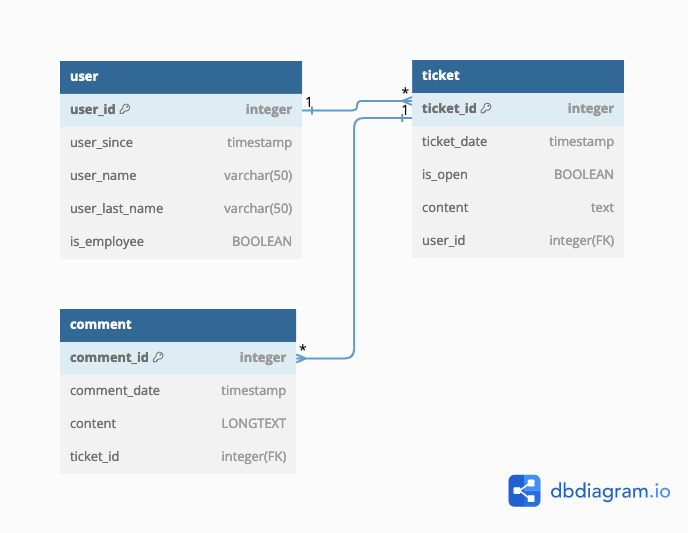 user
user_id integer
user_since timestamp
user_name varchar(50)
user_last_name varchar(50)
is_employee BOOLEAN
1
*
1
ticket
ticket_id integer
ticket_date timestamp
is_open BOOLEAN
content text
user_id integer(FK)
comment
comment_id integer
*
comment_date timestamp
content LONGTEXT
ticket_id integer(FK)
dbdiagram.io